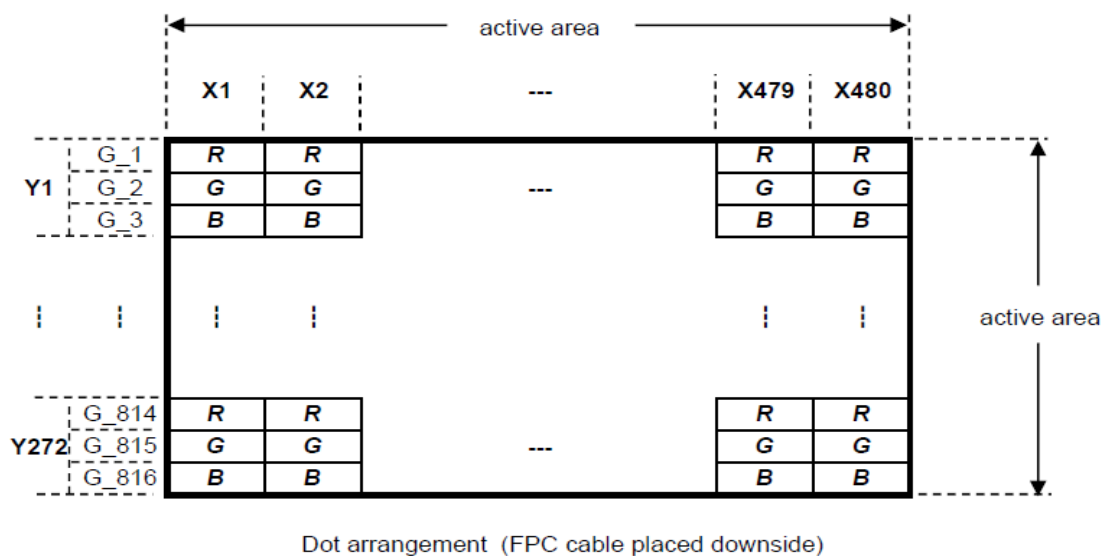 active area
X1 X2 --- X479 X480
G_1 R R R R
Y1 G_2 G G --- G G
G_3 B B B B
active area
G_814 R R R R
Y272 G_815 G G --- G G
G_816 B B B B
Dot arrangement (FPC cable placed downside)